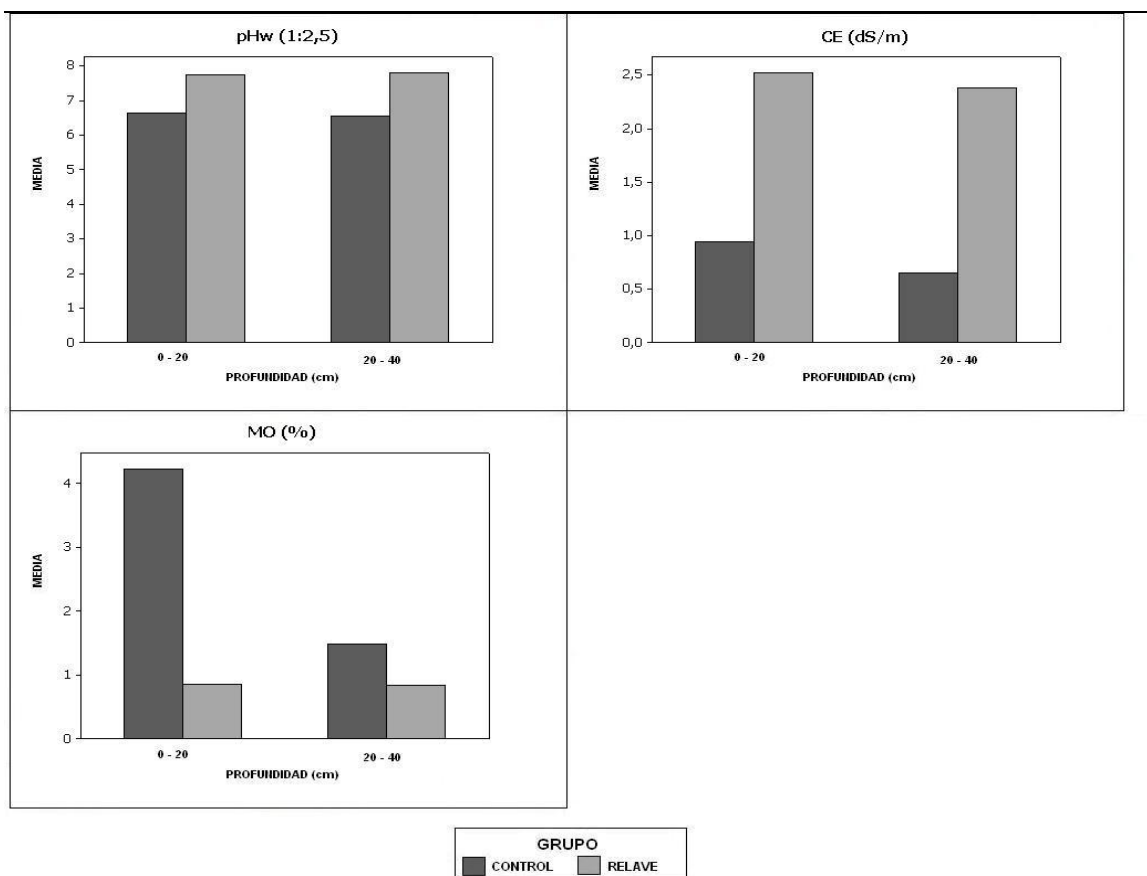 pHw (1:2,5)
MEDIA
8
7
6
5
4
3
2
1
0
0 - 20
20 - 40
PROFUNDIDAD (cm)
CE (dS/m)
MEDIA
2,5
2,0
1,5
1,0
0,5
0,0
0 - 20
20 - 40
PROFUNDIDAD (cm)
MO (%)
MEDIA
4
3
2
1
0
0 - 20
20 - 40
PROFUNDIDAD (cm)
GRUPO
CONTROL RELAVE